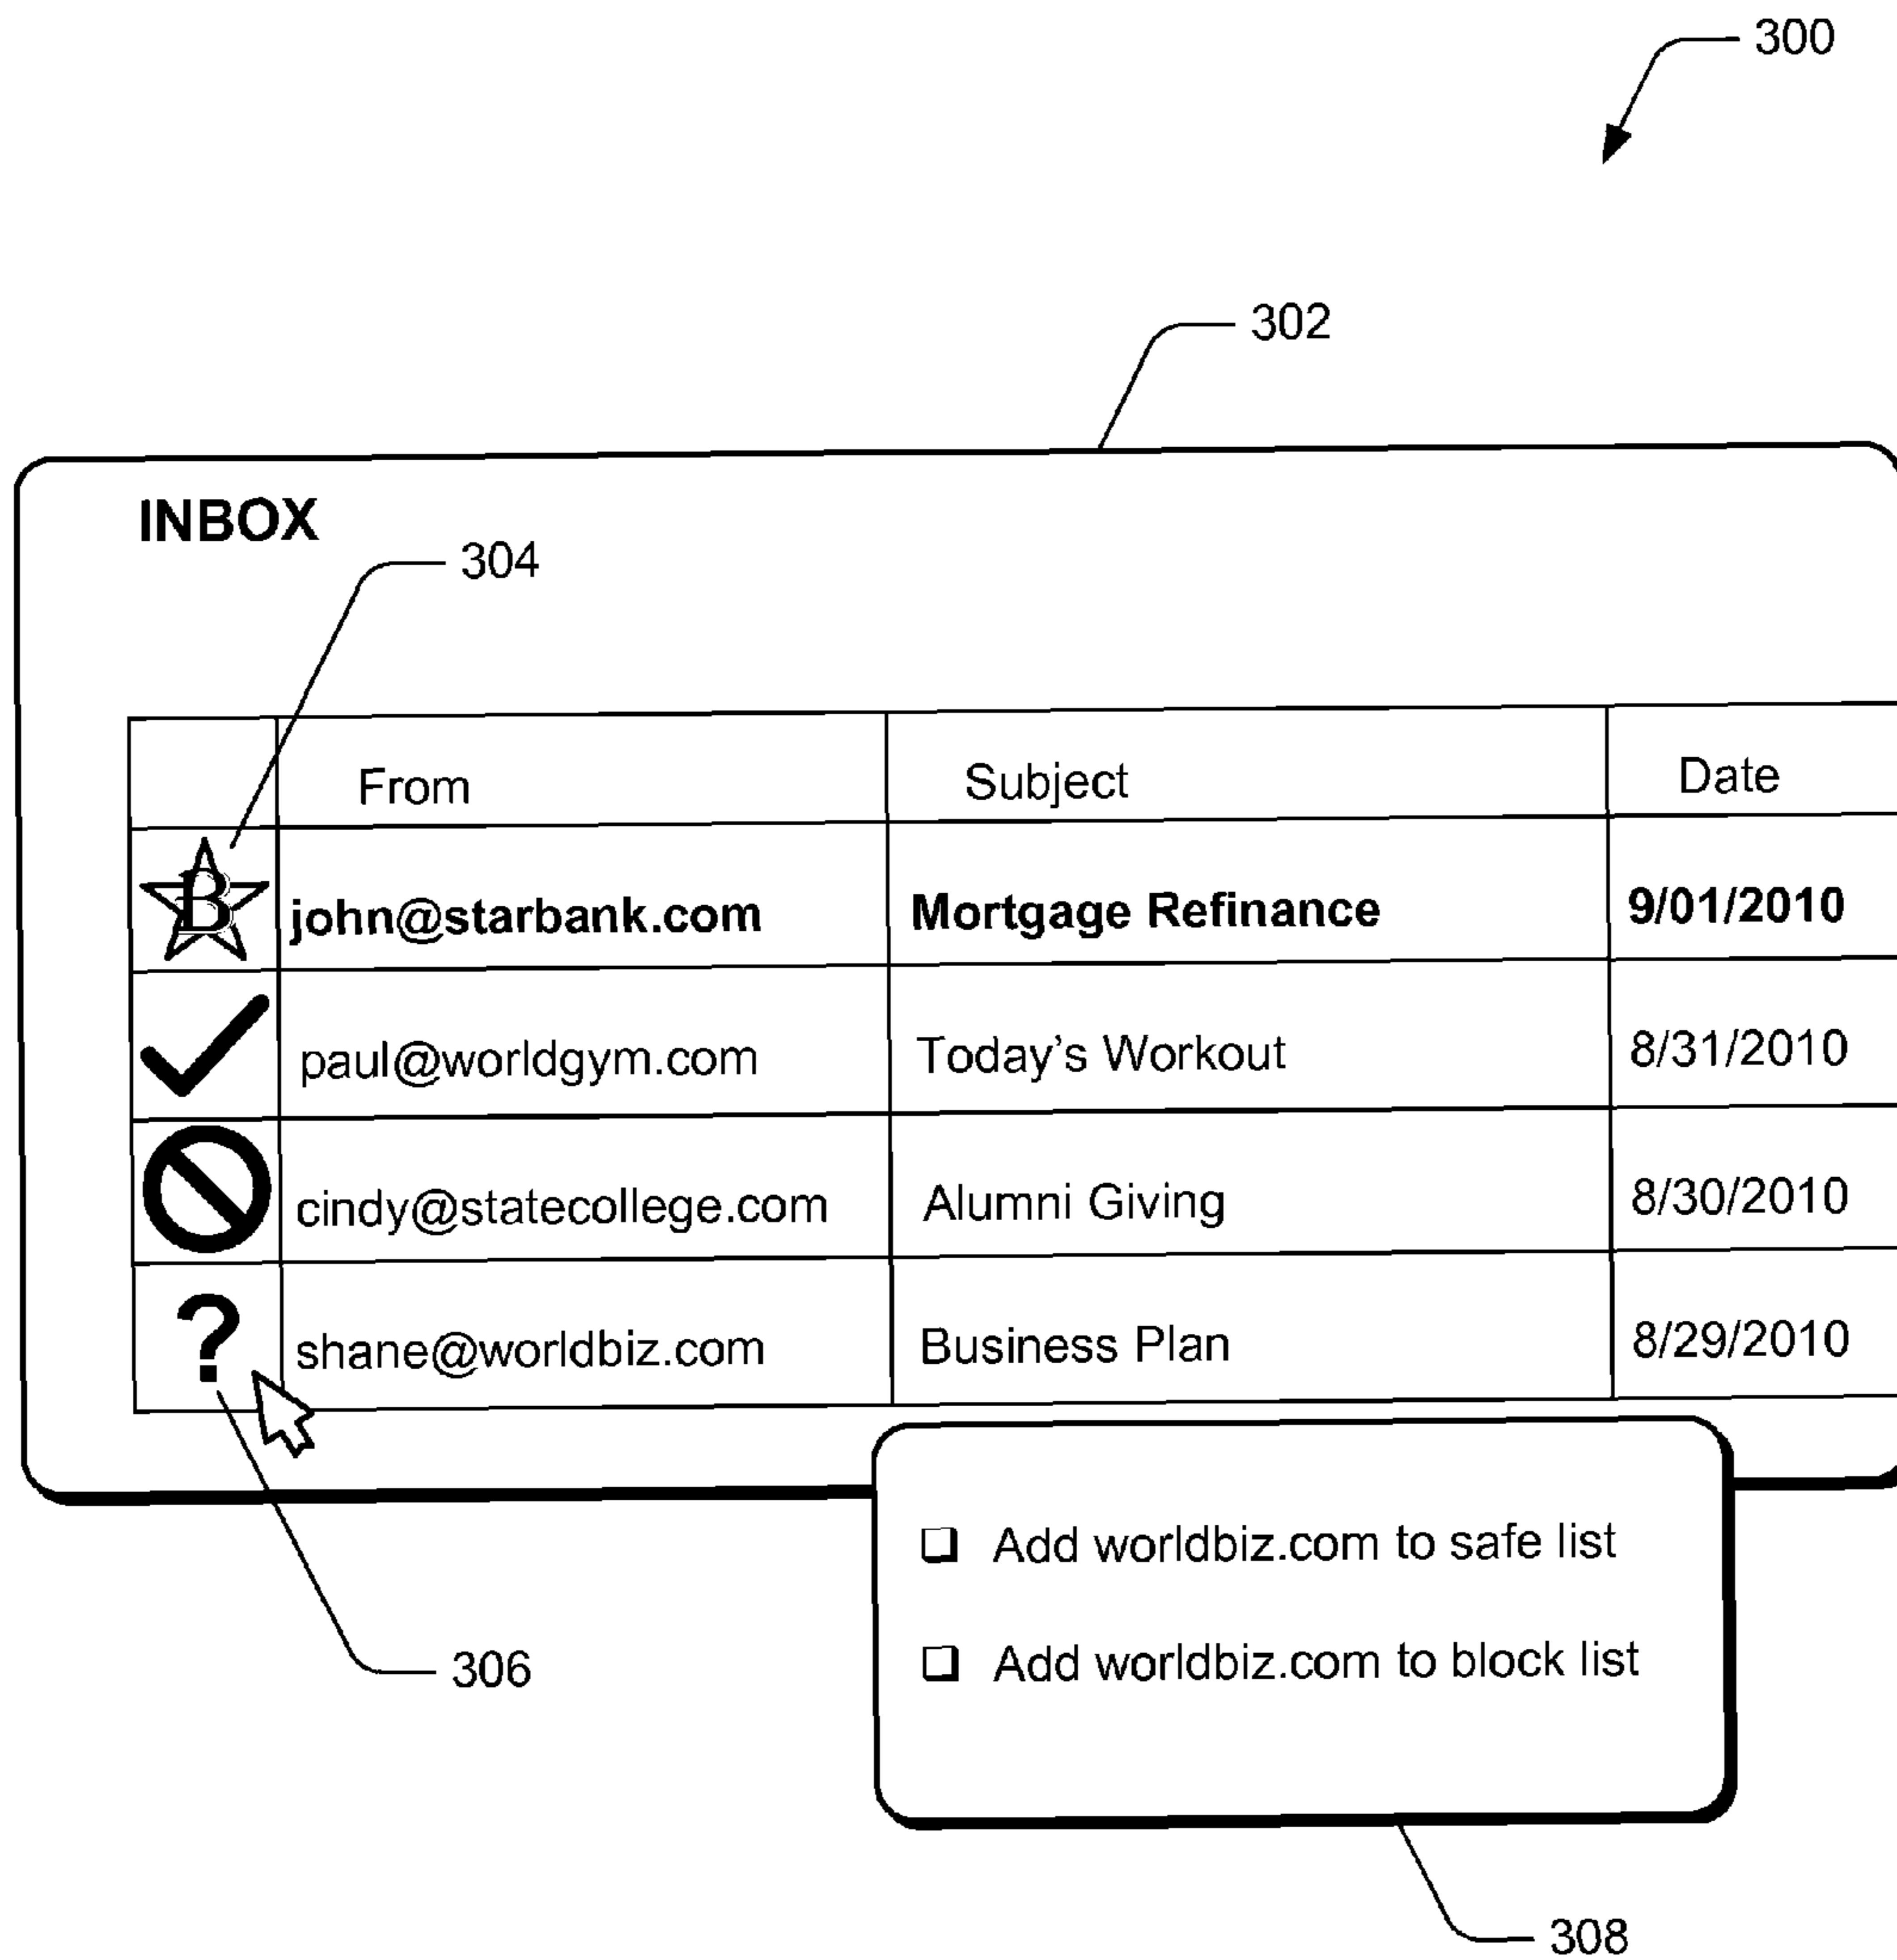 300
302
INBOX
304
From Subject Date
B john@starbank.com Mortgage Refinance 9/01/2010
paul@worldgym.com Today's Workout 8/31/2010
cindy@statecollege.com Alumni Giving 8/30/2010
? shane@worldbiz.com Business Plan 8/29/2010
Add worldbiz.com to safe list
Add worldbiz.com to block list
306
308